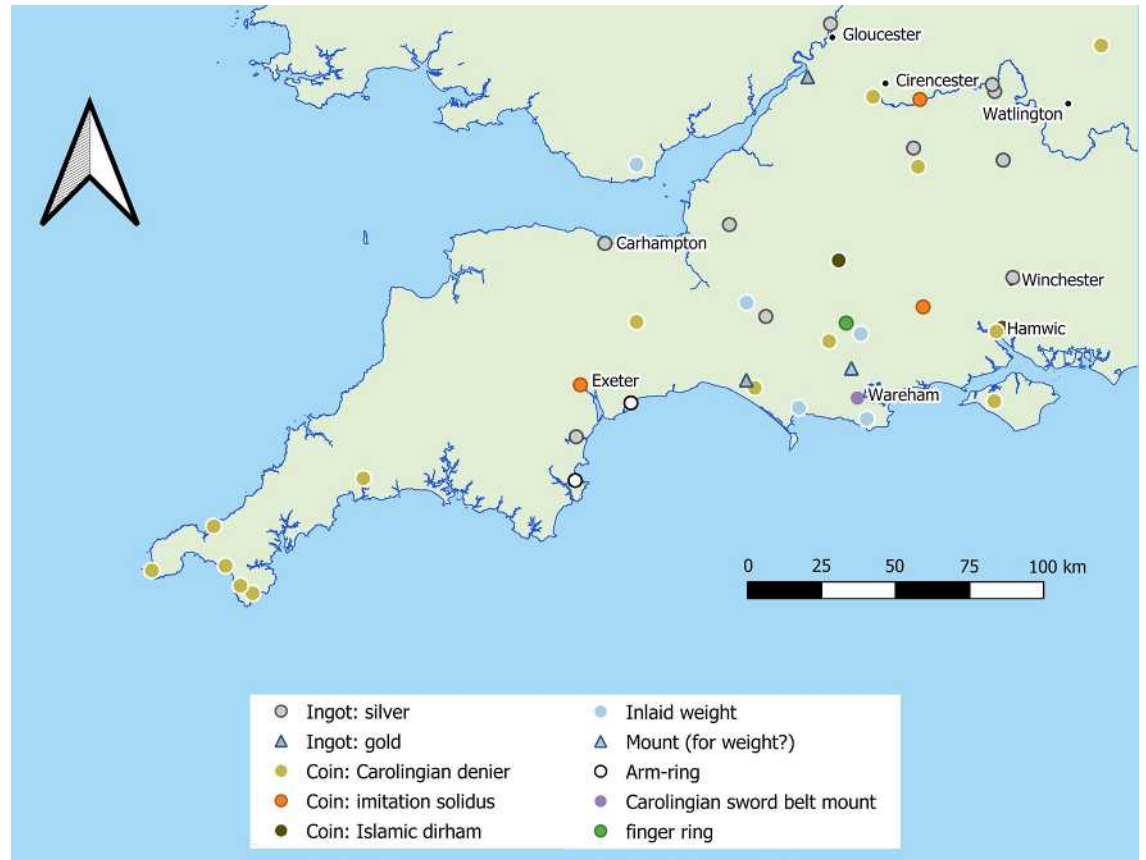 Gloucester
Cirencester
Watlington
Carhampton
Winchester
Hamwic
Exeter
Wareham
0 25 50 75 100 km
Ingot: silver
Ingot: gold
Coin: Carolingian denier
Coin: imitation solidus
Coin: Islamic dirham
Inlaid weight
Mount (for weight?)
Arm-ring
Carolingian sword belt mount
finger ring